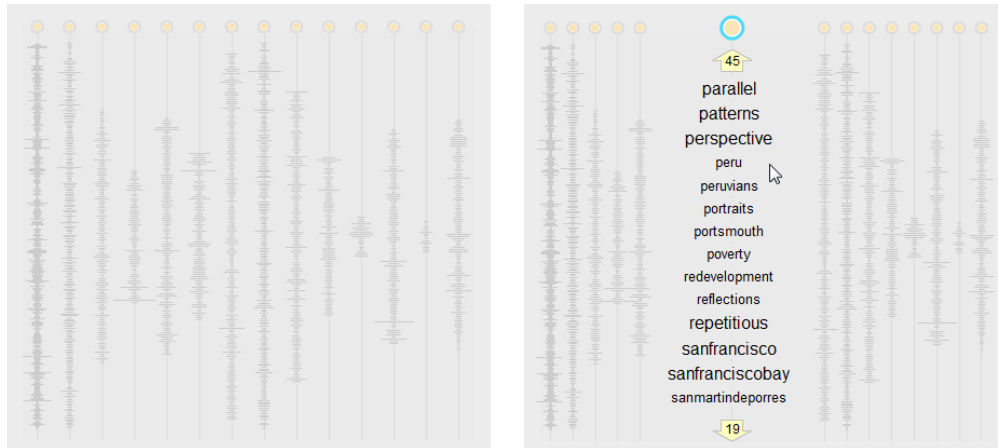 45
parallel
patterns
perspective
peru
peruvians
portraits
portsmouth
poverty
redevelopment
reflections
repetitious
sanfrancisco
sanfranciscobay
sanmartindeporres
19